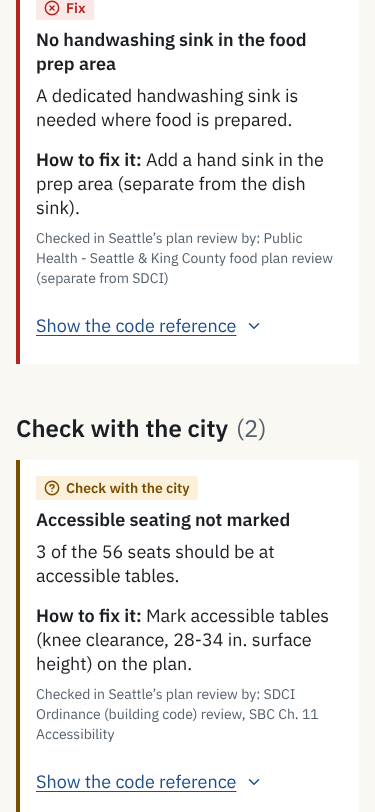 Fix
No handwashing sink in the food
prep area
A dedicated handwashing sink is
needed where food is prepared.
How to fix it: Add a hand sink in the
prep area (separate from the dish
sink).
Checked in Seattle’s plan review by: Public
Health - Seattle & King County food plan review
(separate from SDCI)
Show the code reference
Check with the city (2)
Check with the city
Accessible seating not marked
3 of the 56 seats should be at
accessible tables.
How to fix it: Mark accessible tables
(knee clearance, 28-34 in. surface
height) on the plan.
Checked in Seattle’s plan review by: SDCI
Ordinance (building code) review, SBC Ch. 11
Accessibility
Show the code reference